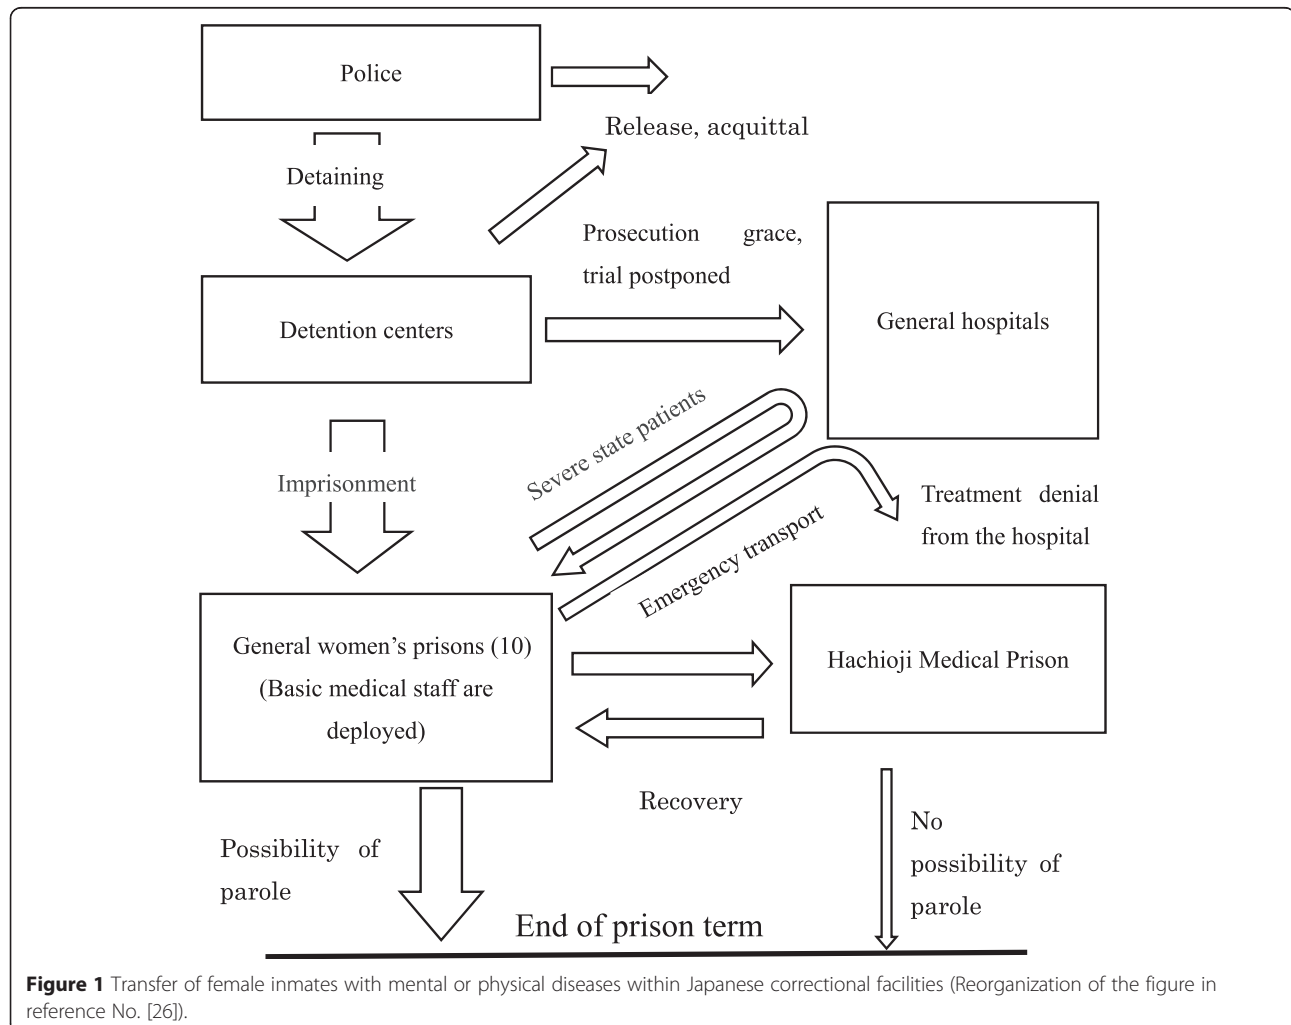 Police
Release, acquittal
Detaining
Prosecution grace,
trial postponed
Detention centers
General hospitals
Severe state patients
Imprisonment
Treatment denial
from the hospital
Emergency transport
General women's prisons (10)
(Basic medical staff are
deployed)
Hachioji Medical Prison
Recovery
Possibility of
parole
No
possibility of
parole
End of prison term
Figure 1 Transfer of female inmates with mental or physical diseases within Japanese correctional facilities (Reorganization of the figure in
reference No. [26]).